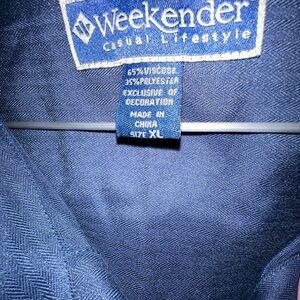 Weekender
Casual Lifestyle
65% VISCOSE
35% POLYESTER
EXCLUSIVE OF
DECORATION
MADE IN
CHINA
SIZE XL